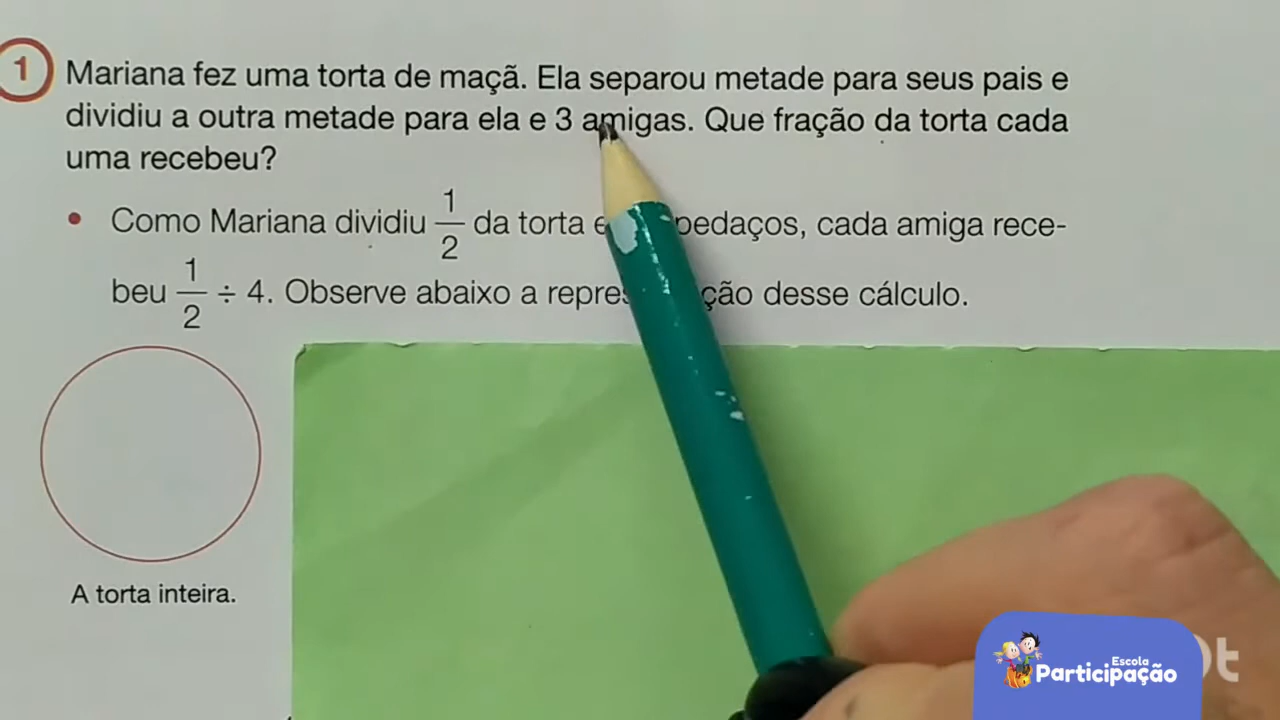 1
Mariana fez uma torta de maçã. Ela separou metade para seus pais e
dividiu a outra metade para ela e 3 amigas. Que fração da torta cada
uma recebeu?
• Como Mariana dividiu 1/2 da torta pedaços, cada amiga rece-
beu 1/2 ÷ 4. Observe abaixo a desse cálculo.
A torta inteira.
Escola
Participação